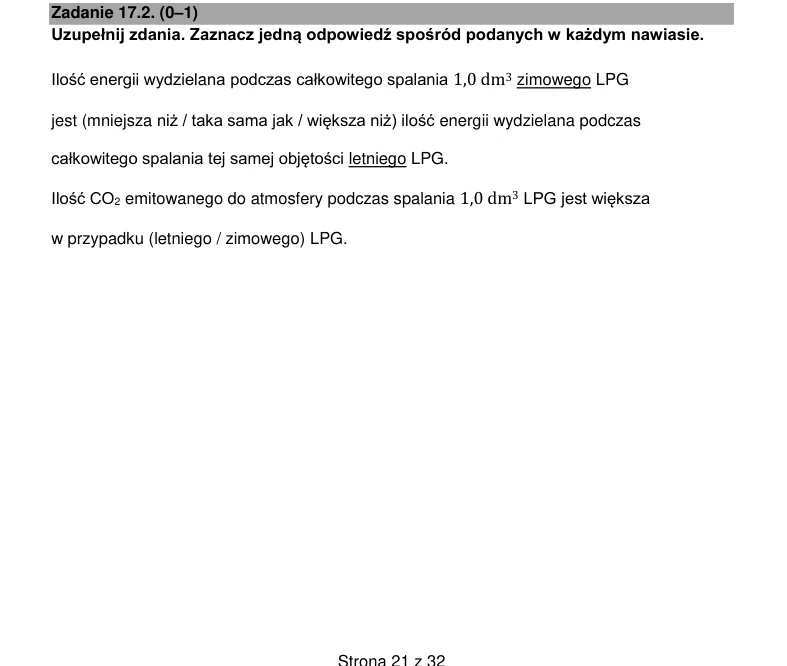 Zadanie 17.2. (0–1)
Uzupełnij zdania. Zaznacz jedną odpowiedź spośród podanych w każdym nawiasie.
Ilość energii wydzielana podczas całkowitego spalania 1,0 dm³ zimowego LPG
jest (mniejsza niż / taka sama jak / większa niż) ilość energii wydzielana podczas
całkowitego spalania tej samej objętości letniego LPG.
Ilość CO₂ emitowanego do atmosfery podczas spalania 1,0 dm³ LPG jest większa
w przypadku (letniego / zimowego) LPG.
Strona 21 z 32